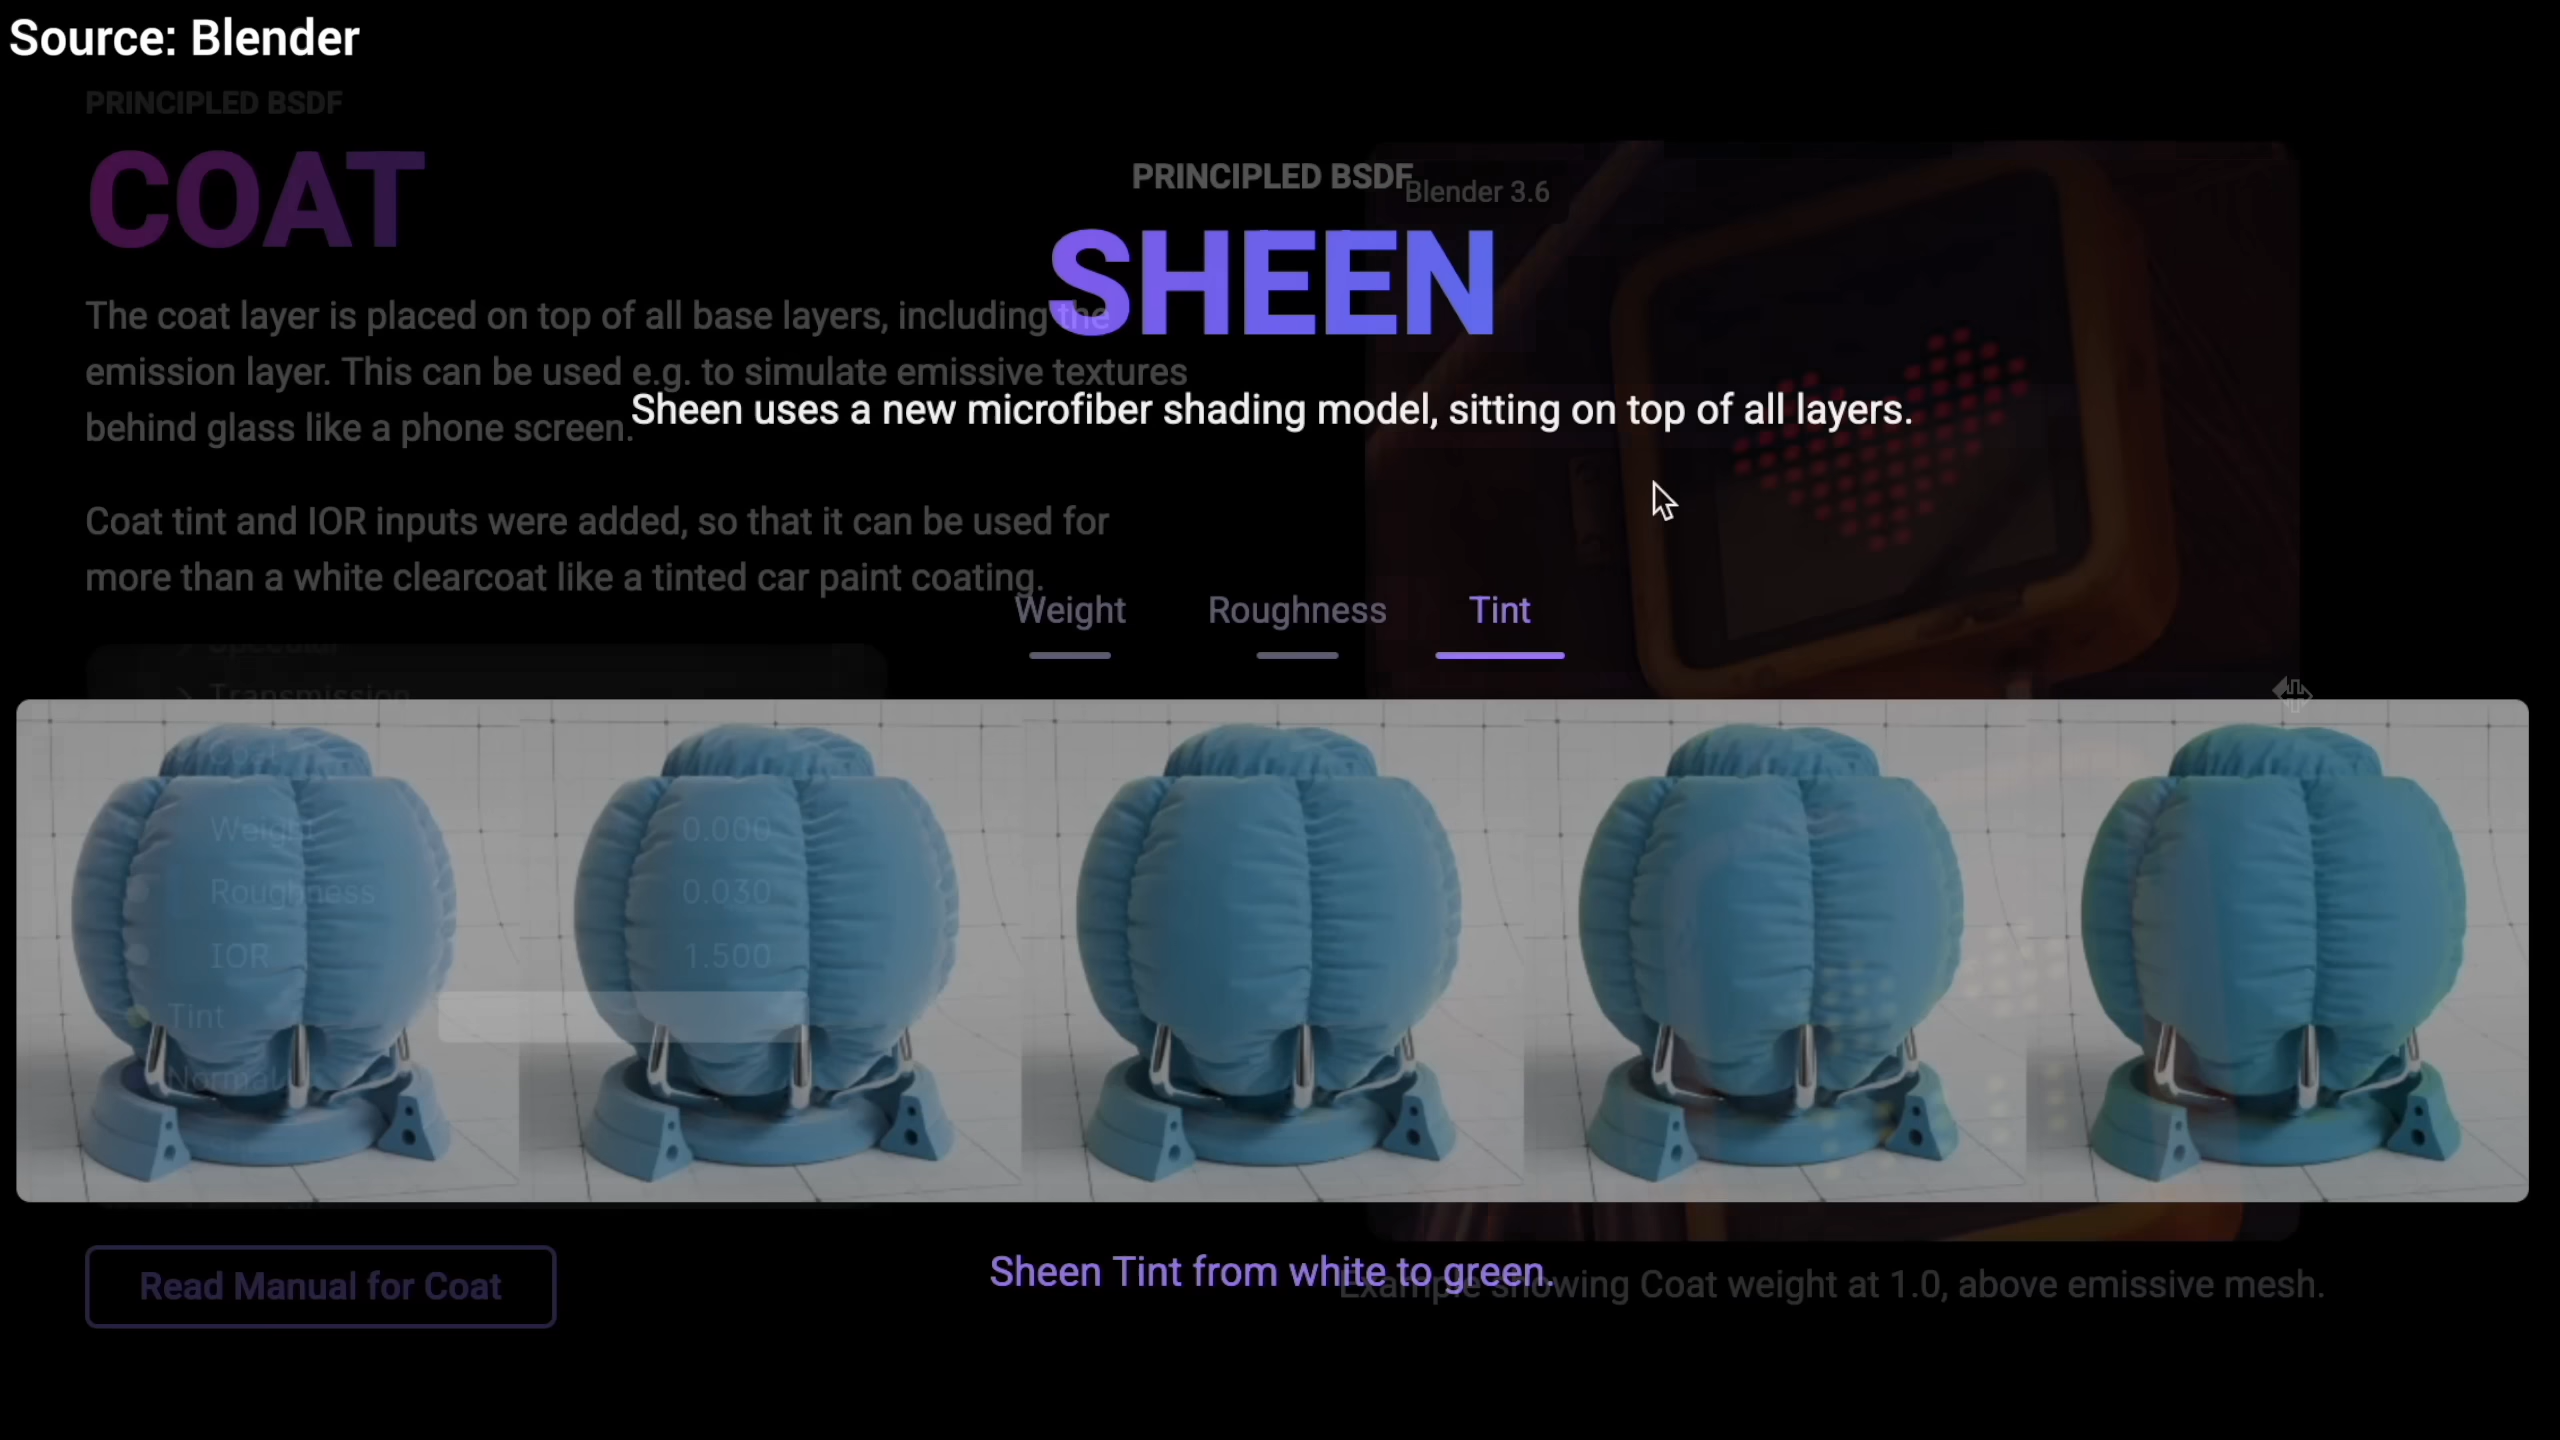 Source: Blender
PRINCIPLED BSDF
COAT
The coat layer is placed on top of all base layers, including the
emission layer. This can be used e.g. to simulate emissive textures
behind glass like a phone screen.
Coat tint and IOR inputs were added, so that it can be used for
more than a white clearcoat like a tinted car paint coating.
Blender 3.6
PRINCIPLED BSDF
SHEEN
Sheen uses a new microfiber shading model, sitting on top of all layers.
Weight Roughness Tint
Specular
Transmission
Coat
Weight 0.000
Roughness 0.030
IOR 1.500
Tint
Normal
Sheen Tint from white to green.
Read Manual for Coat
Example showing Coat weight at 1.0, above emissive mesh.